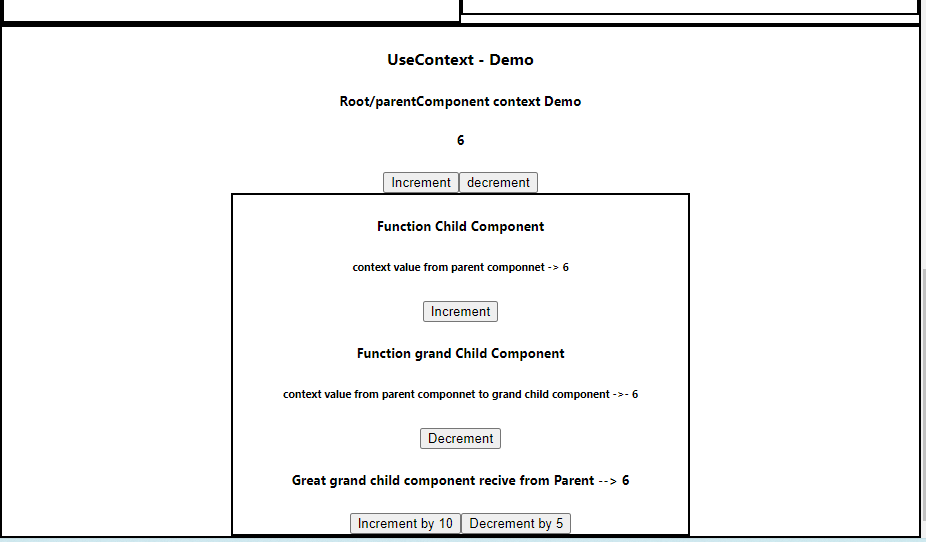 UseContext - Demo
Root/parentComponent context Demo
6
Increment decrement
Function Child Component
context value from parent componnet -> 6
Increment
Function grand Child Component
context value from parent componnet to grand child component ->- 6
Decrement
Great grand child component recive from Parent --> 6
Increment by 10 Decrement by 5